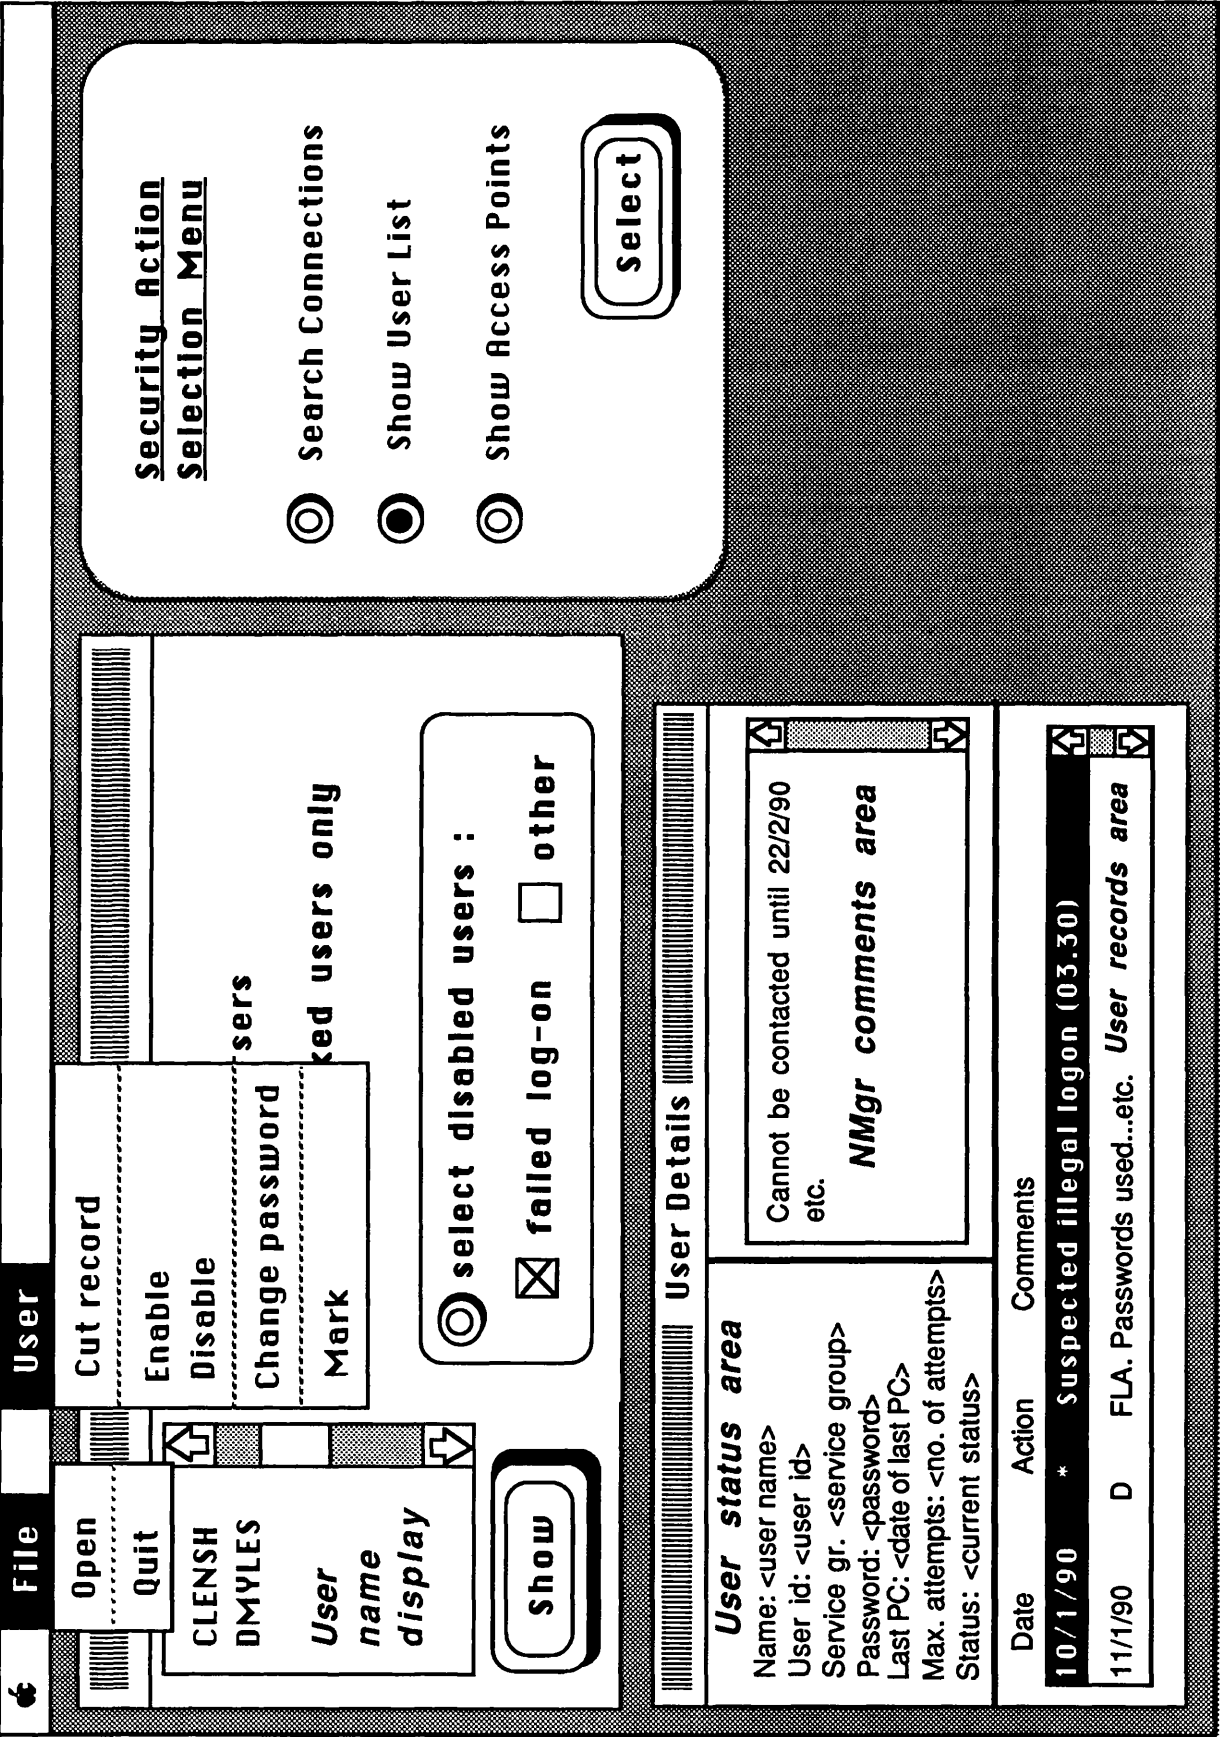 File
User
Open
Quit
Cut record
Enable
Disable
Change password
Mark
sers
ked users only
CLENSH
DMYLES
User
name
display
Show
select disabled users :
failed log-on
other
Security Action
Selection Menu
Search Connections
Show User List
Show Access Points
Select
User Details
User status area
Name: <user name>
User id: <user id>
Service gr. <service group>
Password: <password>
Last PC: <date of last PC>
Max. attempts: <no. of attempts>
Status: <current status>
Cannot be contacted until 22/2/90
etc.
NMgr comments area
Date Action Comments
10/1/90 * Suspected illegal logon (03.30)
11/1/90 D FLA. Passwords used...etc. User records area